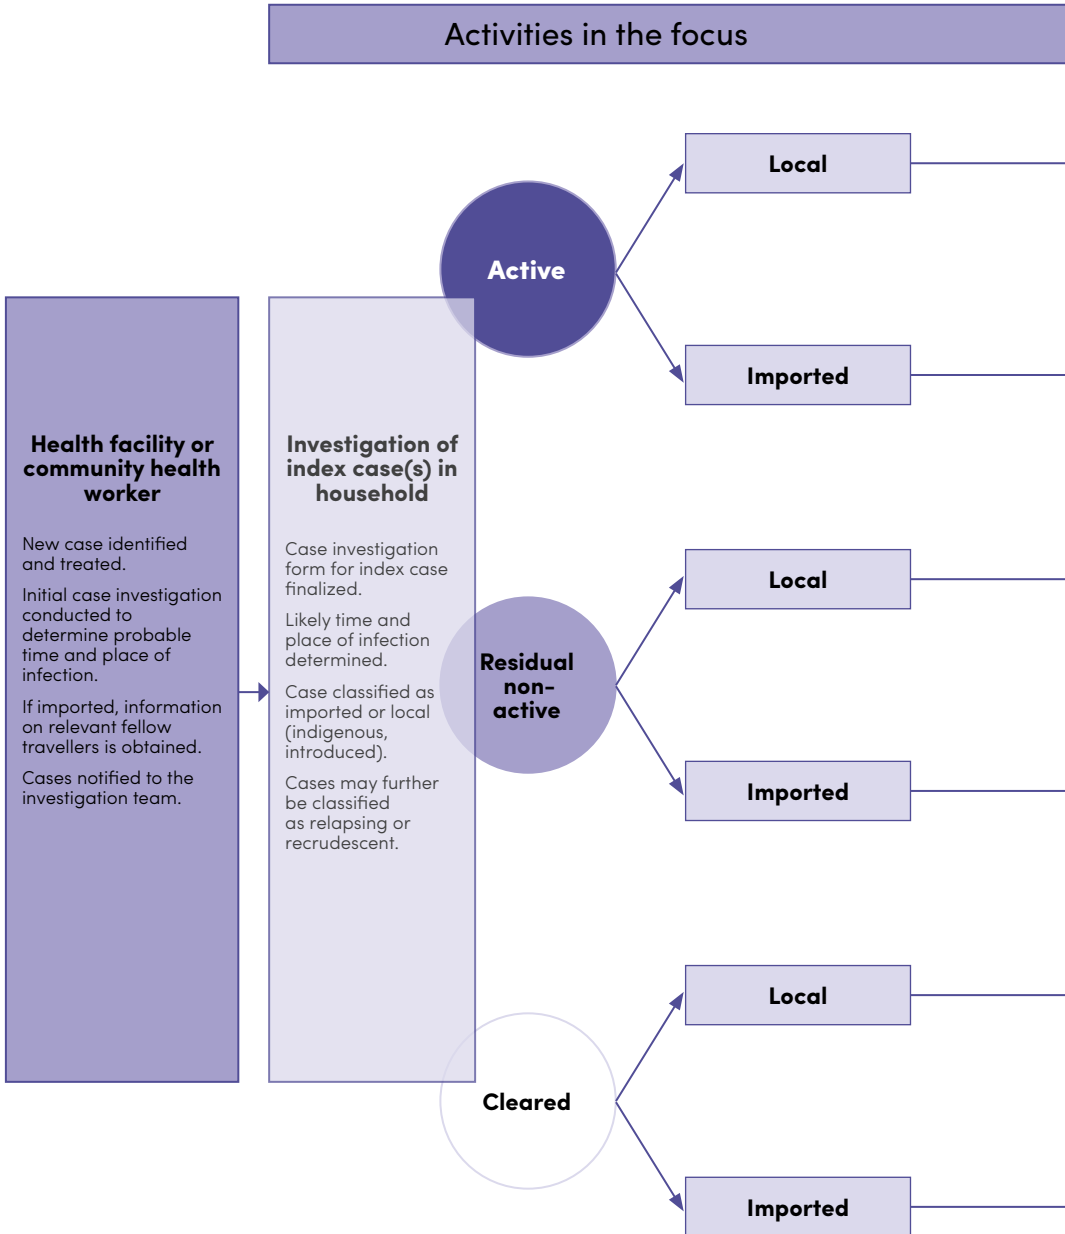 Activities in the focus
Health facility or
community health
worker
New case identified
and treated.
Initial case investigation
conducted to
determine probable
time and place of
infection.
If imported, information
on relevant fellow
travellers is obtained.
Cases notified to the
investigation team.
Investigation of
index case(s) in
household
Case investigation
form for index case
finalized.
Likely time and
place of infection
determined.
Case classified as
imported or local
(indigenous,
introduced).
Cases may further
be classified
as relapsing or
recrudescent.
Active
Local
Imported
Residual
non-
active
Local
Imported
Cleared
Local
Imported